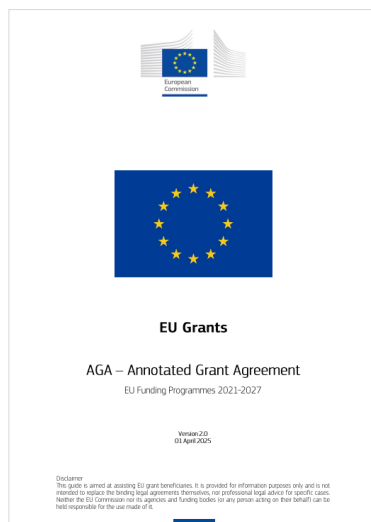 European
Commission
EU Grants
AGA – Annotated Grant Agreement
EU Funding Programmes 2021-2027
Version 2.0
01 April 2025
Disclaimer
This guide is aimed at assisting EU grant beneficiaries. It is provided for information purposes only and is not
intended to replace the binding legal agreements themselves, nor professional legal advice for specific cases.
Neither the EU Commission nor its agencies and funding bodies (or any person acting on their behalf) can be
held responsible for the use made of it.